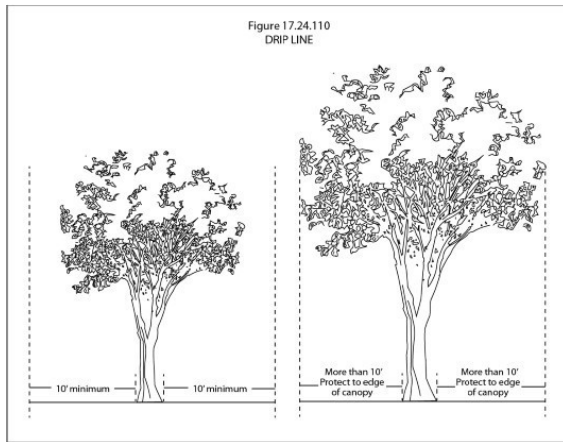 Figure 17.24.110
DRIP LINE
10' minimum
10' minimum
More than 10'
Protect to edge
of canopy
More than 10'
Protect to edge
of canopy